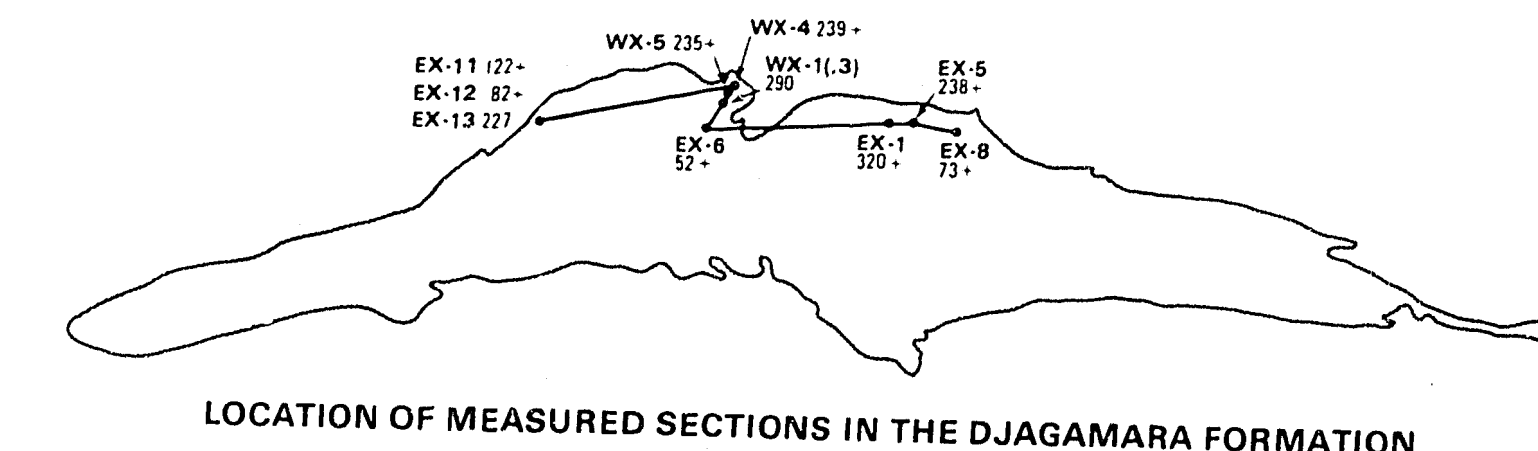 WX-4 239+
WX-5 235+
EX-11 122+
EX-12 82+
EX-13 227
WX-1(,3)
290
EX-5
238+
EX-6
52+
EX-1
320+
EX-8
73+
LOCATION OF MEASURED SECTIONS IN THE DJAGAMARA FORMATION